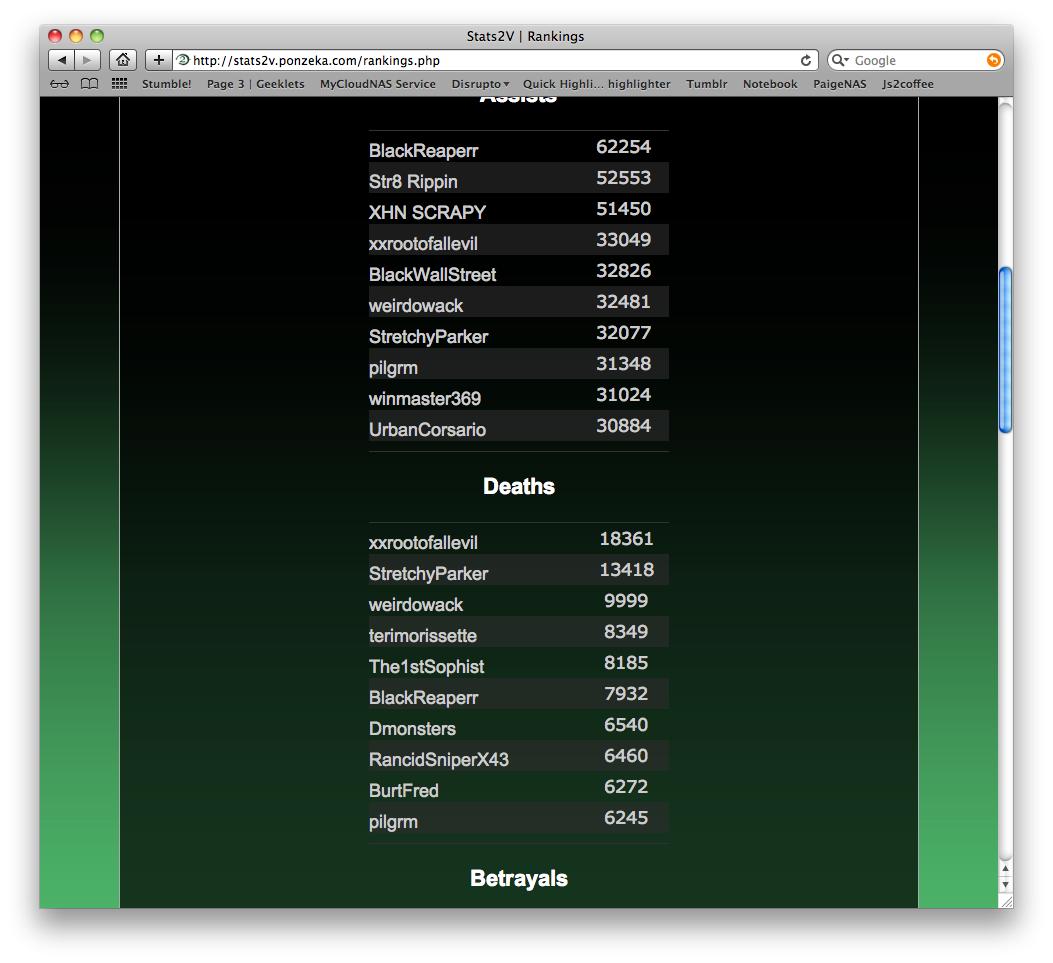 Stats2V | Rankings
http://stats2v.ponzeka.com/rankings.php Google
Stumble! Page 3 | Geeklets MyCloudNAS Service Disrupto Quick Highli... highlighter Tumblr Notebook PaigeNAS Js2coffee
Assists
BlackReaperr 62254
Str8 Rippin 52553
XHN SCRAPY 51450
xxrootofallevil 33049
BlackWallStreet 32826
weirdowack 32481
StretchyParker 32077
pilgrm 31348
winmaster369 31024
UrbanCorsario 30884
Deaths
xxrootofallevil 18361
StretchyParker 13418
weirdowack 9999
terimorissette 8349
The1stSophist 8185
BlackReaperr 7932
Dmonsters 6540
RancidSniperX43 6460
BurtFred 6272
pilgrm 6245
Betrayals